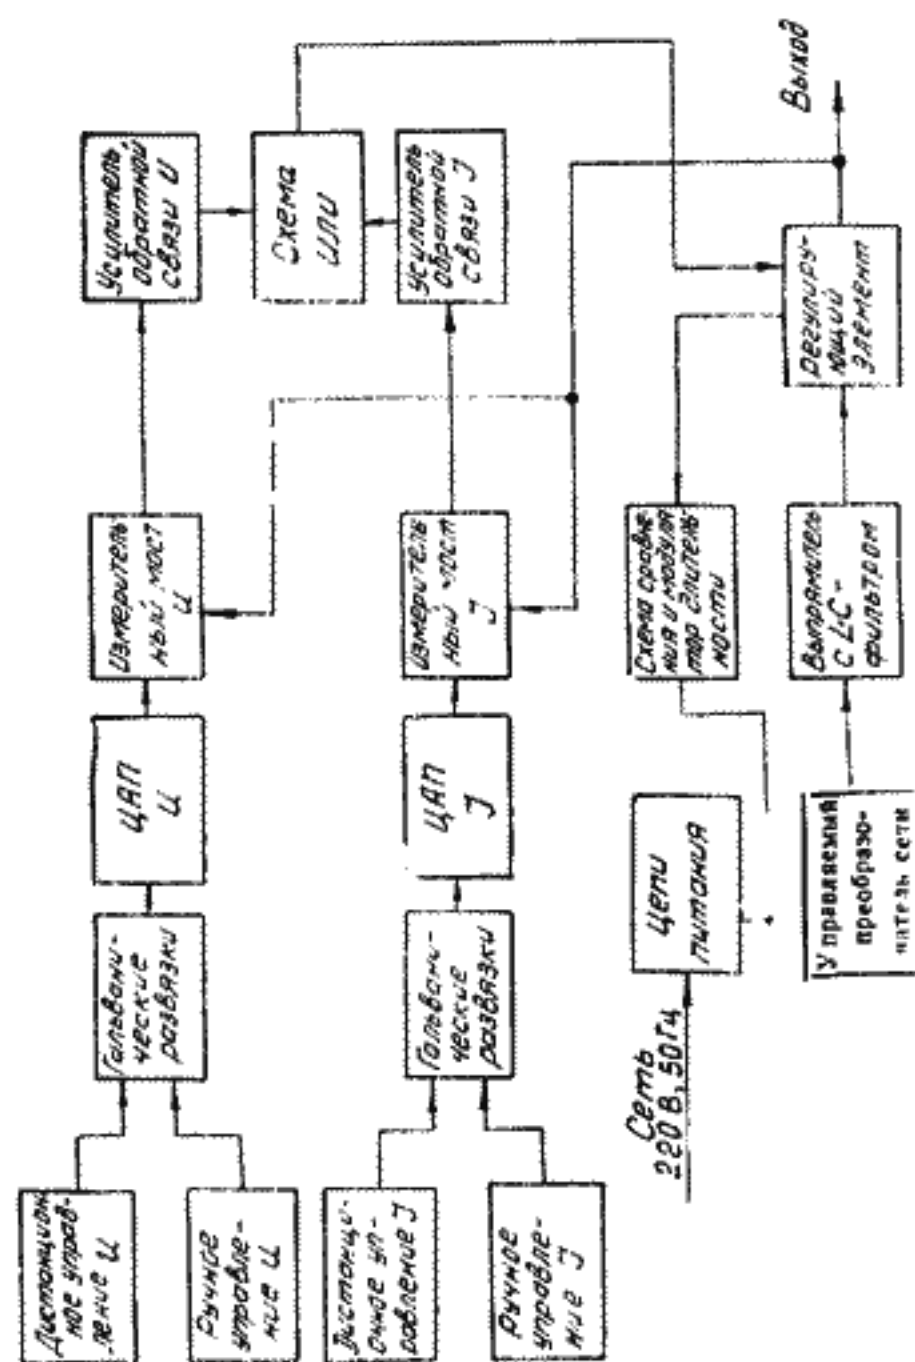 Дистанцион
ное управ-
ление U
Ручное
управле-
ние U
Гальвани-
ческие
развязки
ЦАП
U
Измеритель
ный мост
U
Усилитель
обратной
связи U
Схема
ИЛИ
Усилитель
обратной
связи J
Дистанци-
онное уп-
равление J
Ручное
управле-
ние J
Гольвани-
ческие
развязки
ЦАП
J
Измеритель
ный мост
J
Сеть
220 В, 50 Гц
Цепи
питания
Схема сравне-
ния и модуля
тор длитель-
ности
Управляемый
преобразо-
ватель сети
Выпрямитель
с LC-
фильтром
регулиру-
ющий
элемент
Выход